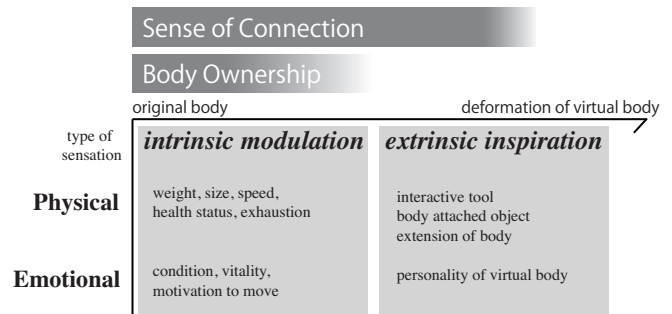 Sense of Connection
Body Ownership
original body
deformation of virtual body
type of
sensation
intrinsic modulation
extrinsic inspiration
Physical
weight, size, speed,
health status, exhaustion
interactive tool
body attached object
extension of body
Emotional
condition, vitality,
motivation to move
personality of virtual body